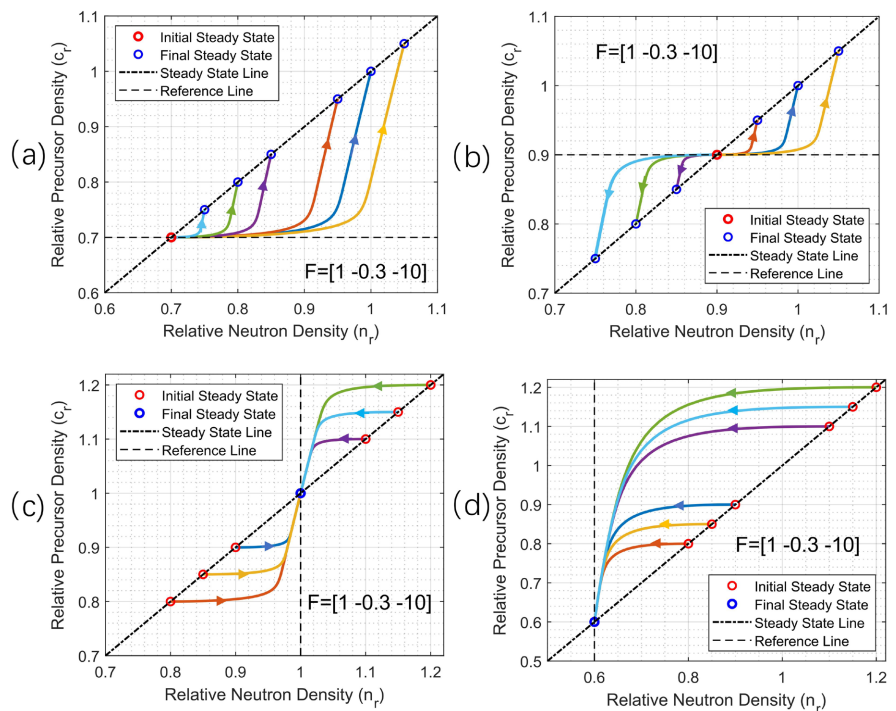 (a)
1.1
1
0.9
0.8
0.7
0.6
Relative Precursor Density (c_r)
Initial Steady State
Final Steady State
Steady State Line
Reference Line
F=[1 -0.3 -10]
0.6 0.7 0.8 0.9 1 1.1
Relative Neutron Density (n_r)
(b)
1.1
1
0.9
0.8
0.7
Relative Precursor Density (c_r)
F=[1 -0.3 -10]
Initial Steady State
Final Steady State
Steady State Line
Reference Line
0.7 0.8 0.9 1 1.1
Relative Neutron Density (n_r)
(c)
1.2
1.1
1
0.9
0.8
0.7
Relative Precursor Density (c_r)
Initial Steady State
Final Steady State
Steady State Line
Reference Line
F=[1 -0.3 -10]
0.7 0.8 0.9 1 1.1 1.2
Relative Neutron Density (n_r)
(d)
1.2
1.1
1
0.9
0.8
0.7
0.6
0.5
Relative Precursor Density (c_r)
F=[1 -0.3 -10]
Initial Steady State
Final Steady State
Steady State Line
Reference Line
0.6 0.8 1 1.2
Relative Neutron Density (n_r)